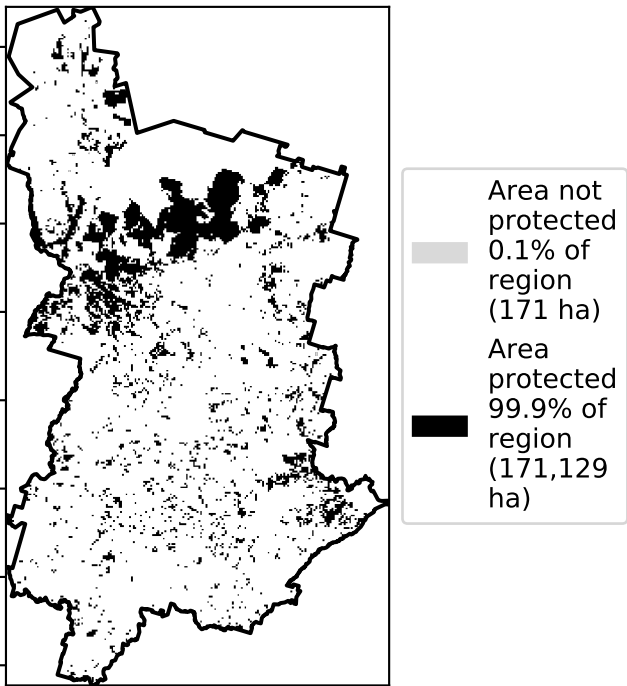 Area not
protected
0.1% of
region
(171 ha)
Area
protected
99.9% of
region
(171,129
ha)